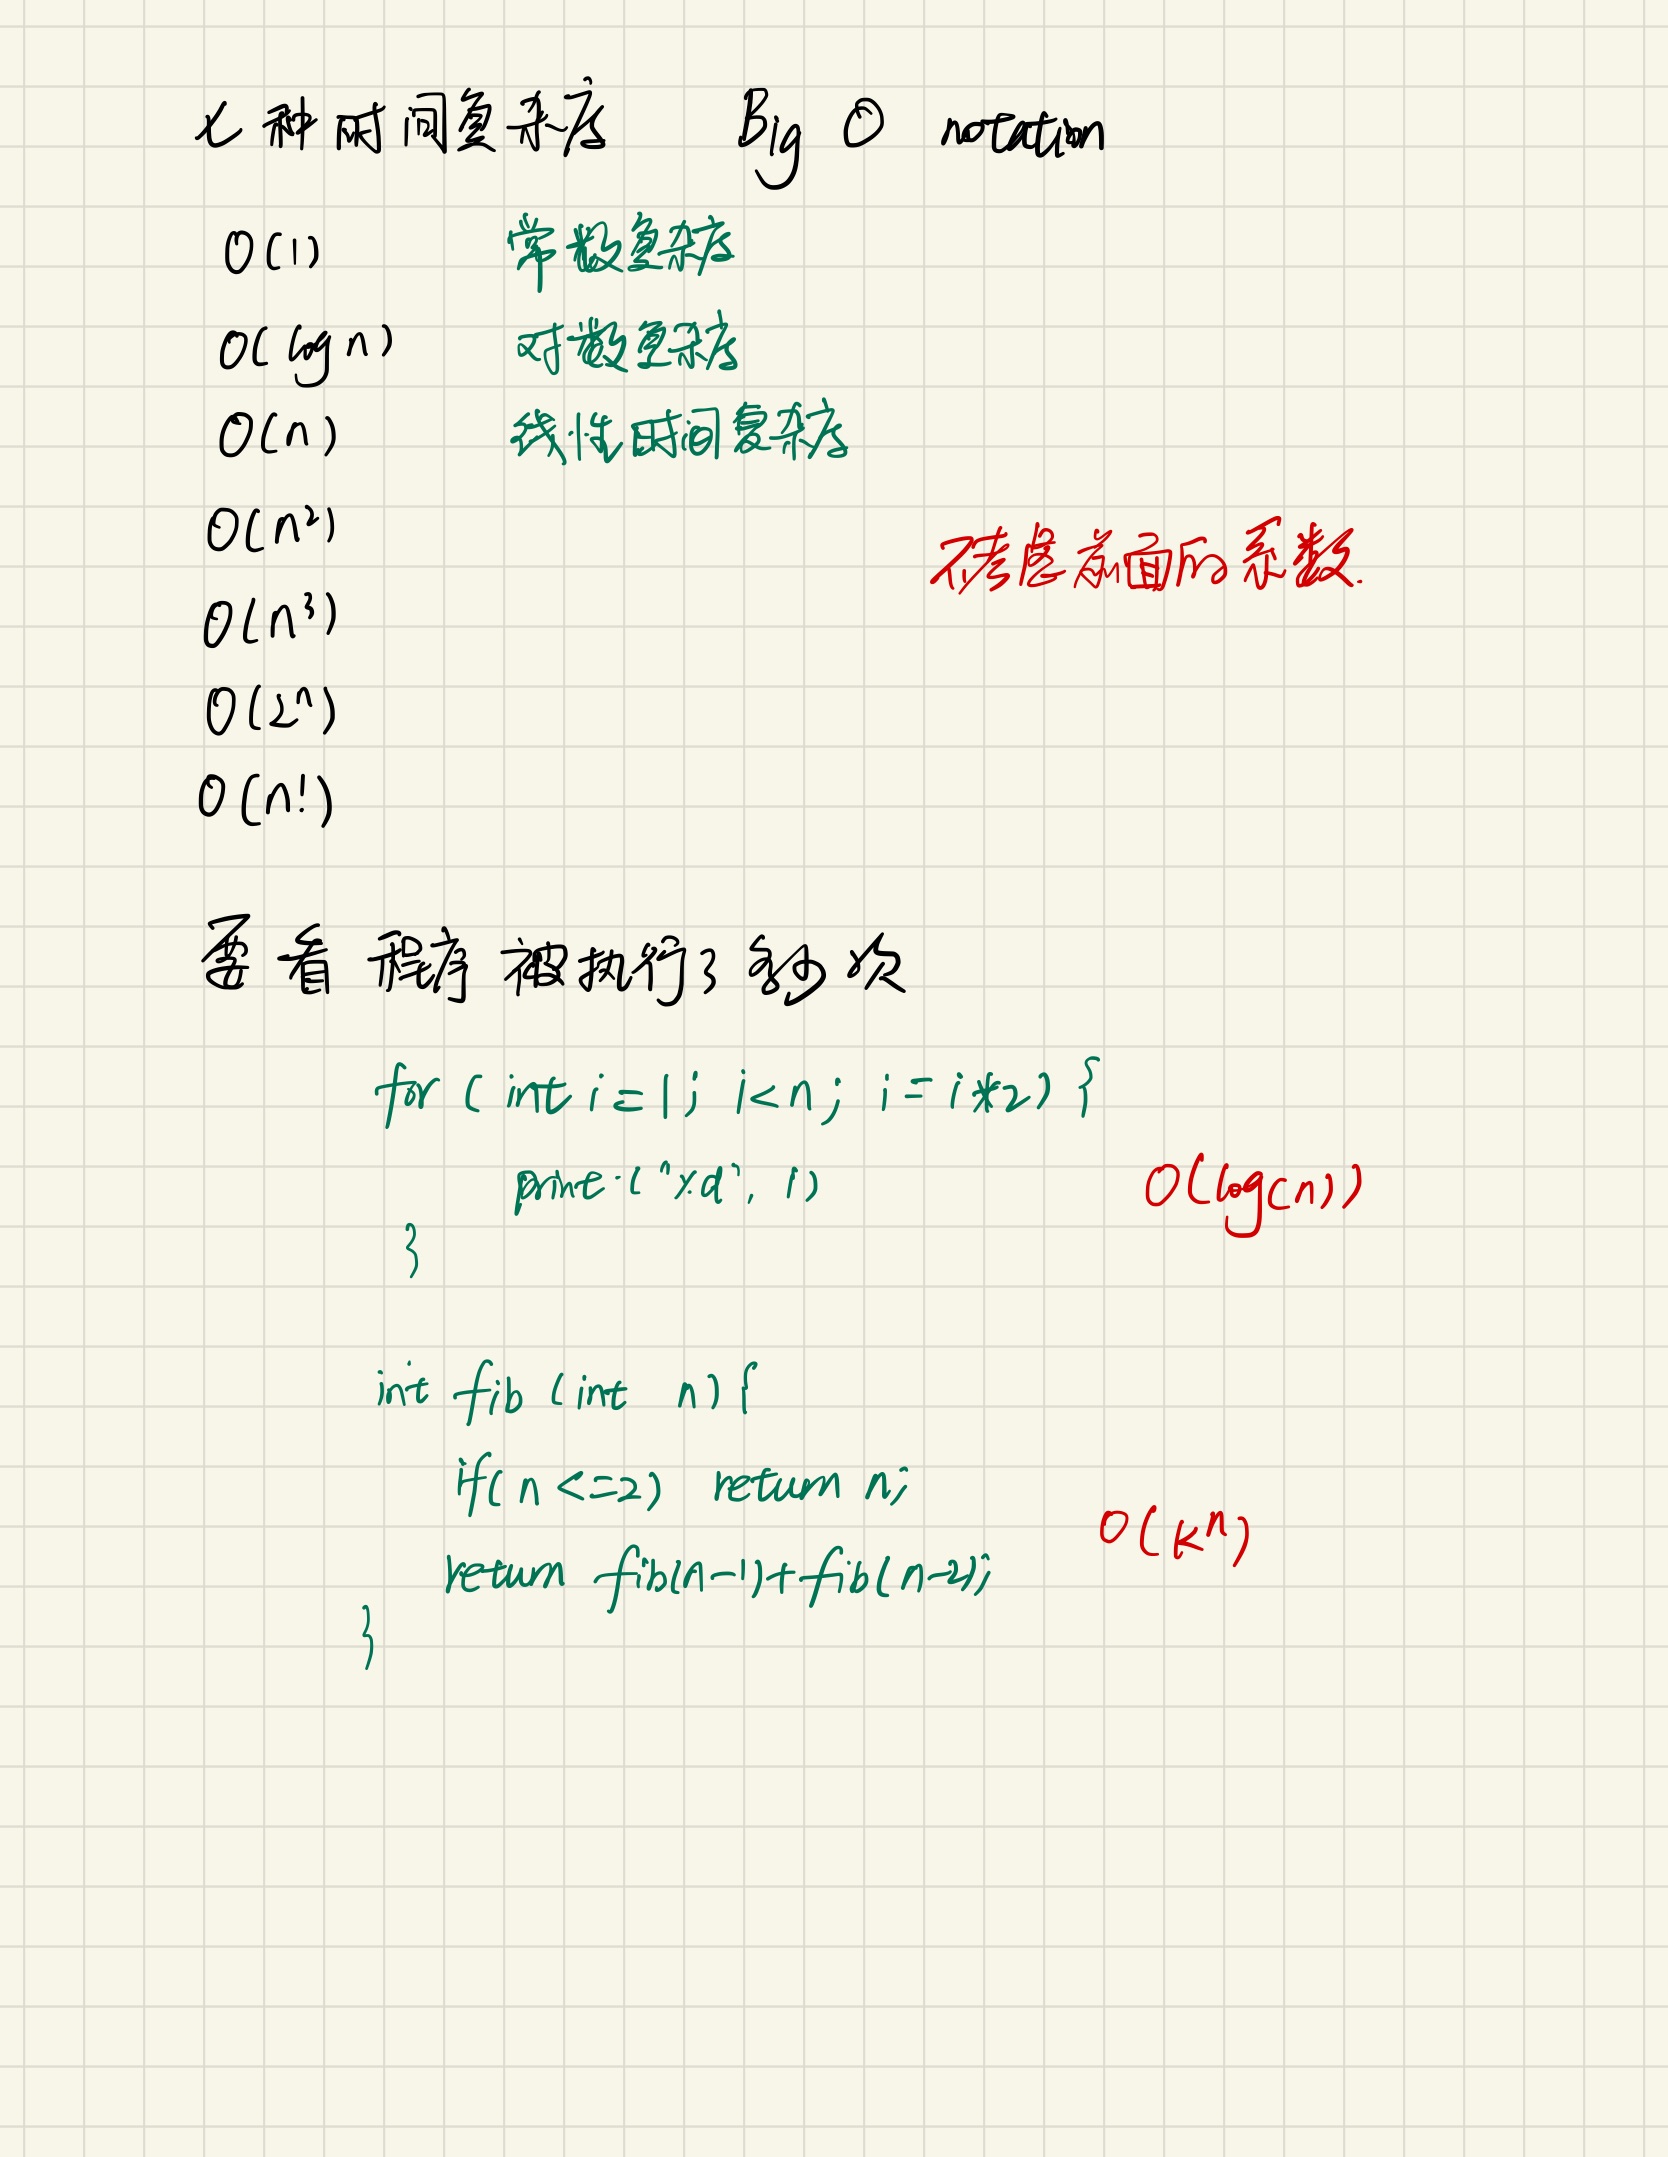 七种时间复杂度 Big O notation
O(1) 常数复杂度
O(log n) 对数复杂度
O(n) 线性时间复杂度
O(n²)
不考虑前面的系数.
O(n³)
O(2ⁿ)
O(n!)
要看程序被执行了多少次
for (int i=1; i<n; i=i*2) {
print("%d", i)
O(log(n))
}
int fib (int n) {
if(n<=2) return n;
O(kⁿ)
return fib(n-1)+fib(n-2);
}